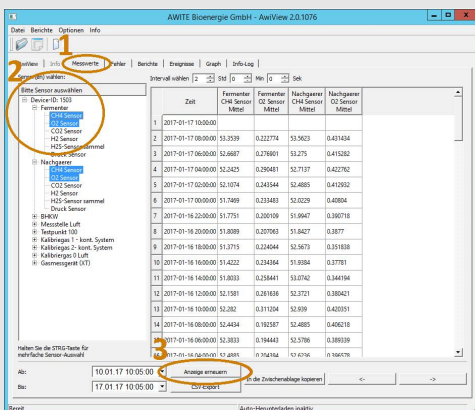 AWITE Bioenergie GmbH - AwiView 2.0.1076
Datei Berichte Optionen Info
1
Info Messwerte Fehler Berichte Ereignisse Graph Info-Log
2
wählen: Intervall wählen 2 Std 0 Min 0 Sek
Bitte Sensor auswählen
Device-ID: 1503
Fermenter
CH4 Sensor
O2 Sensor
CO2 Sensor
H2 Sensor
H2S-Sensor sammel
Druck Sensor
Nachgaerer
CH4 Sensor
O2 Sensor
CO2 Sensor
H2 Sensor
H2S-Sensor sammel
Druck Sensor
BHKW
Messstelle Luft
Testpunkt 100
Kalibriegas 1 - kont. System
Kalibriegas 2- kont. System
Kalibriergas 0 Luft
Gasmessgerät (XT)
Halten Sie die STRG-Taste für
mehrfache Sensor-Auswahl
Zeit Fermenter CH4 Sensor Mittel Fermenter O2 Sensor Mittel Nachgaerer CH4 Sensor Mittel Nachgaerer O2 Sensor Mittel
1 2017-01-17 10:00:00
2 2017-01-17 08:00:00 53.3539 0.222774 53.5623 0.431434
3 2017-01-17 06:00:00 52.6687 0.276901 53.275 0.415282
4 2017-01-17 04:00:00 52.2425 0.290481 52.7137 0.422762
5 2017-01-17 02:00:00 52.1074 0.243544 52.4885 0.412932
6 2017-01-17 00:00:00 51.7469 0.233483 52.0229 0.40804
7 2017-01-16 22:00:00 51.7751 0.200109 51.9947 0.390718
8 2017-01-16 20:00:00 51.8089 0.207063 51.8427 0.3877
9 2017-01-16 18:00:00 51.3715 0.224044 52.5673 0.351838
10 2017-01-16 16:00:00 51.4222 0.234364 51.9384 0.37781
11 2017-01-16 14:00:00 51.8033 0.258441 53.0742 0.344194
12 2017-01-16 12:00:00 52.1581 0.261636 52.3721 0.380421
13 2017-01-16 10:00:00 52.282 0.311204 52.939 0.420351
14 2017-01-16 08:00:00 52.4434 0.192587 52.4885 0.406218
2017-01-16 06:00:00 52.3833 0.194443 52.5786 0.389339
2017-01-16 04:00:00 52.4885 0.204394 52.6236 0.386578
3
Ab: 10.01.17 10:05:00 Anzeige erneuern
Bis: 17.01.17 10:05:00 CSV-Export In die Zwischenablage kopieren <- ->
Bereit Auto-Herunterladen inaktiv